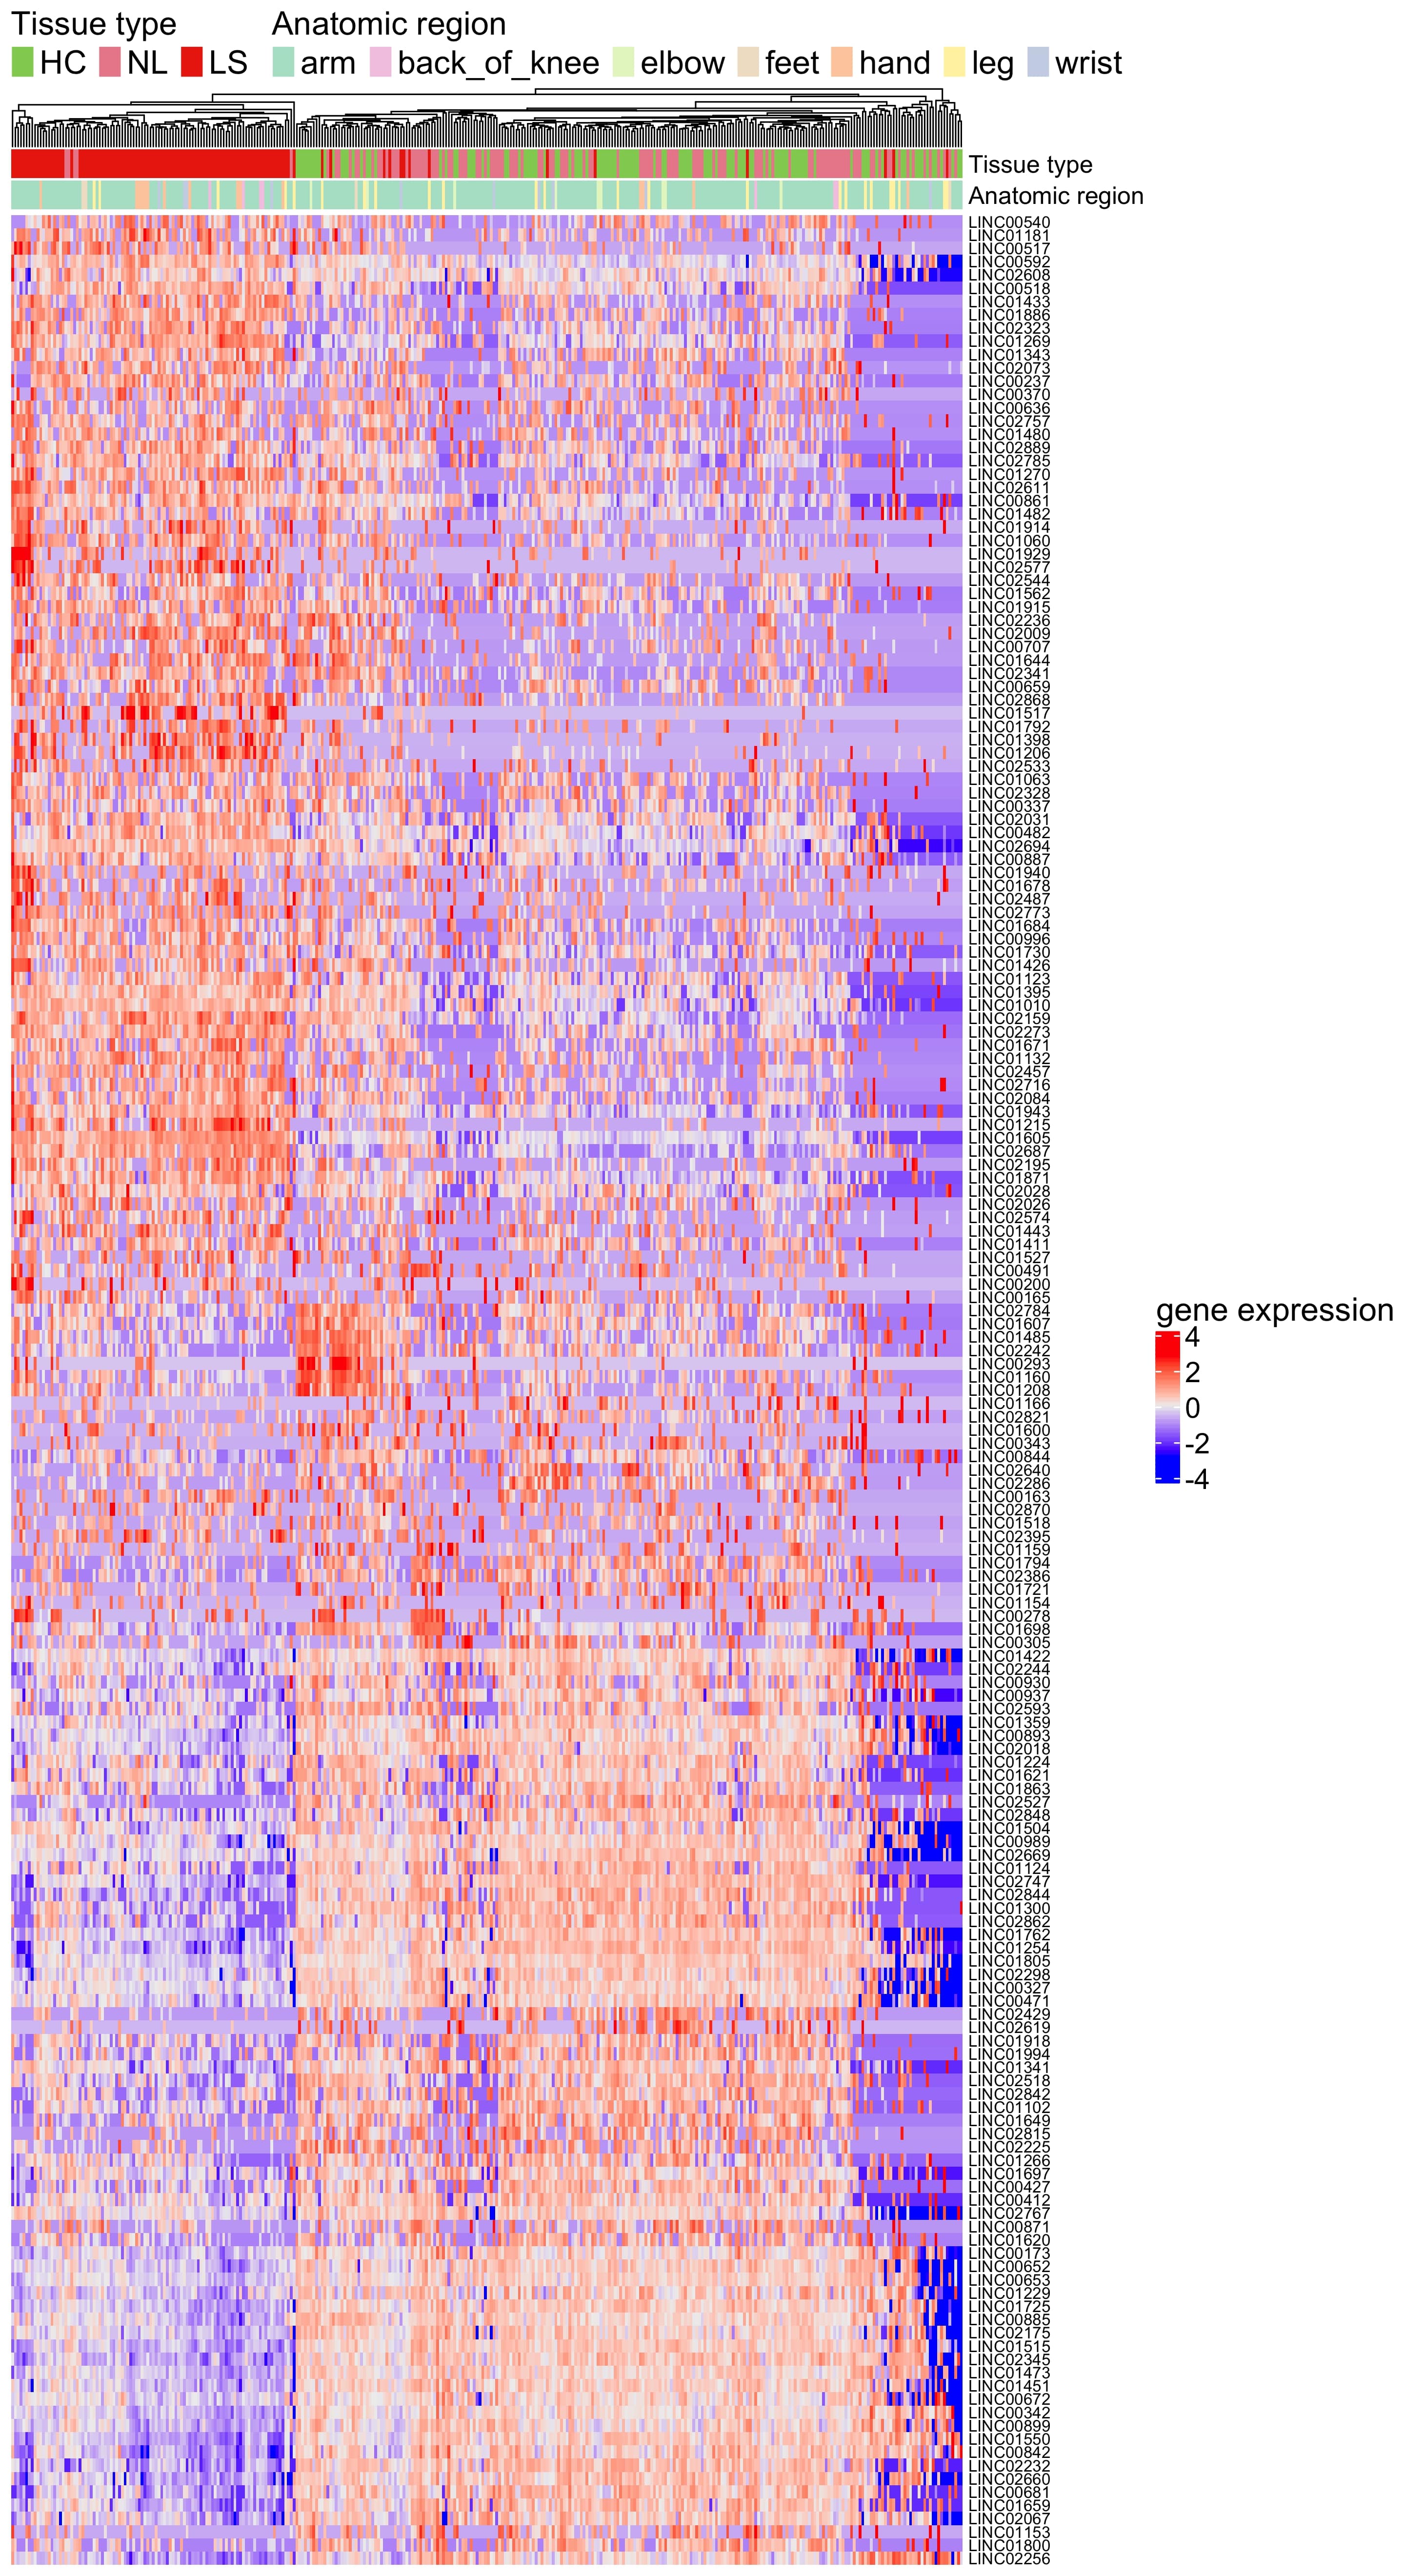 Tissue type Anatomic region
HC NL LS arm back_of_knee elbow feet hand leg wrist
Tissue type
Anatomic region
LINC00540
LINC01181
LINC00517
LINC00592
LINC02608
LINC00518
LINC01433
LINC01886
LINC02323
LINC01269
LINC01343
LINC02073
LINC00237
LINC00370
LINC00636
LINC02757
LINC01480
LINC02889
LINC02785
LINC01270
LINC02611
LINC00861
LINC01482
LINC01914
LINC01060
LINC01929
LINC02577
LINC02544
LINC01562
LINC01915
LINC02236
LINC02009
LINC00707
LINC01644
LINC02341
LINC00659
LINC02868
LINC01517
LINC01792
LINC01398
LINC01206
LINC02533
LINC01063
LINC02328
LINC00337
LINC02031
LINC00482
LINC02694
LINC00887
LINC01940
LINC01678
LINC02487
LINC02773
LINC01684
LINC00996
LINC01730
LINC01426
LINC01123
LINC01395
LINC01010
LINC02159
LINC02273
LINC01671
LINC01132
LINC02457
LINC02716
LINC02084
LINC01943
LINC01215
LINC01605
LINC02687
LINC02195
LINC01871
LINC02028
LINC02026
LINC02574
LINC01443
LINC01411
LINC01527
LINC00491
LINC00200
LINC00165
LINC02784
LINC01607
LINC01485
LINC02242
LINC00293
LINC01160
LINC01208
LINC01166
LINC02821
LINC01600
LINC00343
LINC00844
LINC02640
LINC02286
LINC00163
LINC02870
LINC01518
LINC02395
LINC01159
LINC01794
LINC02386
LINC01721
LINC01154
LINC00278
LINC01698
LINC00305
LINC01422
LINC02244
LINC00930
LINC00937
LINC02593
LINC01359
LINC00893
LINC02018
LINC01224
LINC01621
LINC01863
LINC02527
LINC02848
LINC01504
LINC00989
LINC02669
LINC01124
LINC02747
LINC02844
LINC01300
LINC02862
LINC01762
LINC01254
LINC01805
LINC02298
LINC00327
LINC00471
LINC02429
LINC02619
LINC01918
LINC01994
LINC01341
LINC02518
LINC02842
LINC01102
LINC01649
LINC02815
LINC02225
LINC01266
LINC01697
LINC00427
LINC00412
LINC02767
LINC00871
LINC01620
LINC00173
LINC00652
LINC00653
LINC01229
LINC01725
LINC00885
LINC02175
LINC01515
LINC02345
LINC01473
LINC01451
LINC00672
LINC00342
LINC00899
LINC01550
LINC00842
LINC02232
LINC02660
LINC00681
LINC01659
LINC02067
LINC01153
LINC01800
LINC02256
gene expression
4
2
0
-2
-4